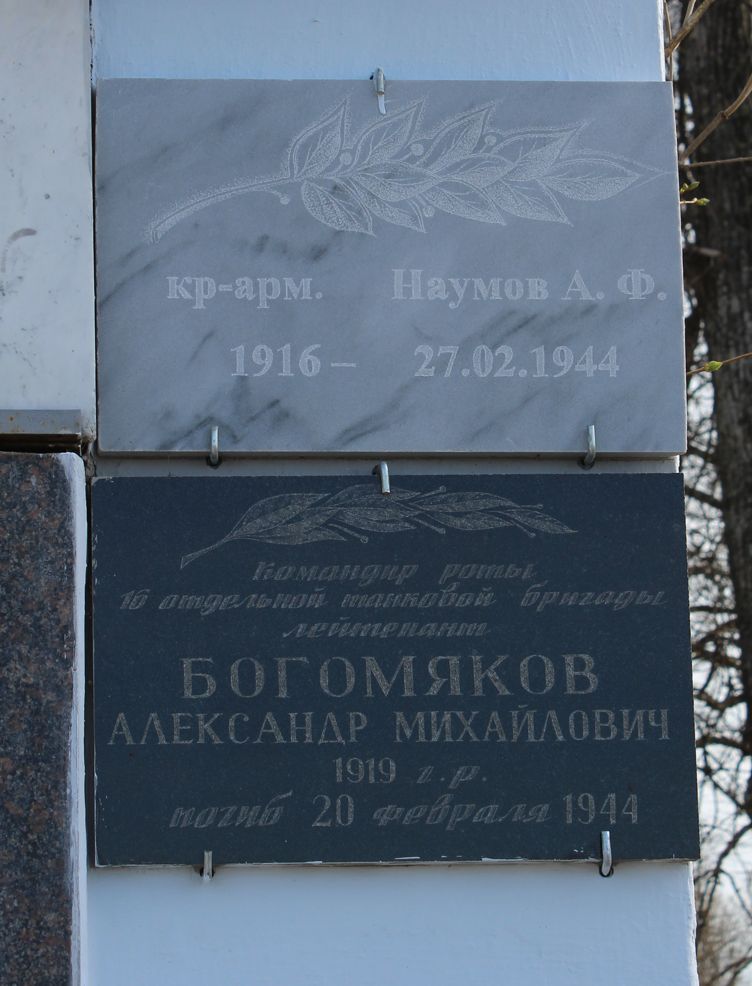 кр-арм. Наумов А. Ф.
1916 – 27.02.1944
Командир роты
16 отдельной танковой бригады
лейтенант
БОГОМЯКОВ
АЛЕКСАНДР МИХАЙЛОВИЧ
1919 г.р.
погиб 20 февраля 1944